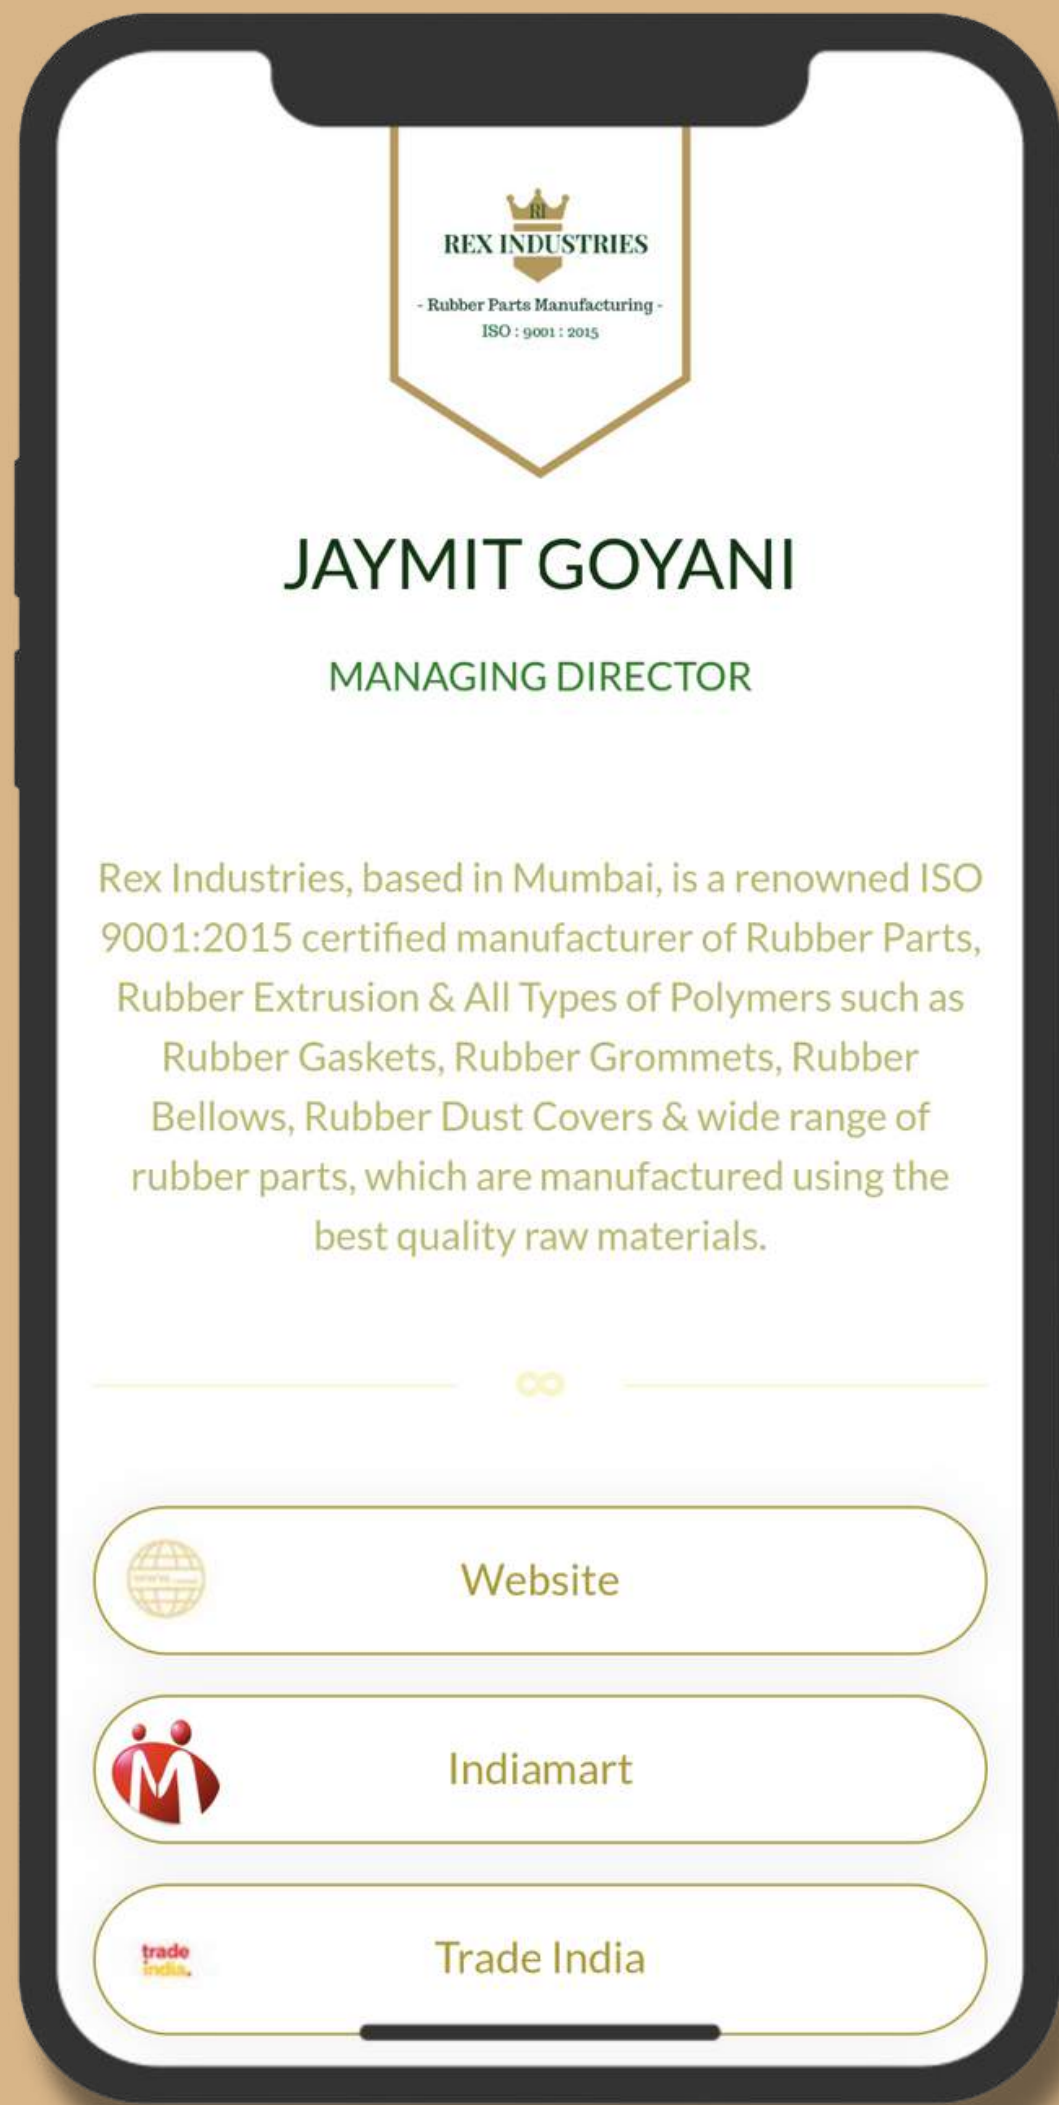 RI
REX INDUSTRIES
- Rubber Parts Manufacturing -
ISO : 9001 : 2015
JAYMIT GOYANI
MANAGING DIRECTOR
Rex Industries, based in Mumbai, is a renowned ISO
9001:2015 certified manufacturer of Rubber Parts,
Rubber Extrusion & All Types of Polymers such as
Rubber Gaskets, Rubber Grommets, Rubber
Bellows, Rubber Dust Covers & wide range of
rubber parts, which are manufactured using the
best quality raw materials.
Website
M
Indiamart
trade
india.
Trade India